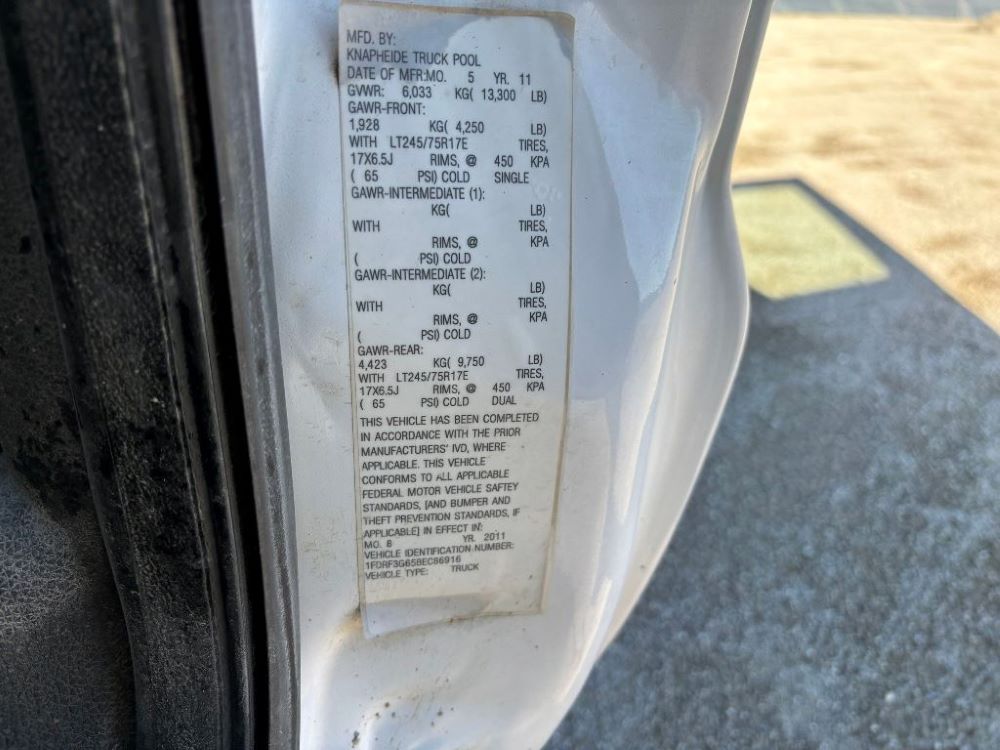 MFD. BY:
KNAPHEIDE TRUCK POOL
DATE OF MFR:MO. 5 YR. 11
GVWR: 6,033 KG( 13,300 LB)
GAWR-FRONT:
1,928 KG( 4,250 LB)
WITH LT245/75R17E TIRES,
17X6.5J RIMS, @ 450 KPA
( 65 PSI) COLD SINGLE
GAWR-INTERMEDIATE (1):
KG( LB)
WITH TIRES,
RIMS, @ KPA
( PSI) COLD
GAWR-INTERMEDIATE (2):
KG( LB)
WITH TIRES,
RIMS, @ KPA
( PSI) COLD
GAWR-REAR:
4,423 KG( 9,750 LB)
WITH LT245/75R17E TIRES,
17X6.5J RIMS, @ 450 KPA
( 65 PSI) COLD DUAL
THIS VEHICLE HAS BEEN COMPLETED
IN ACCORDANCE WITH THE PRIOR
MANUFACTURERS' IVD, WHERE
APPLICABLE. THIS VEHICLE
CONFORMS TO ALL APPLICABLE
FEDERAL MOTOR VEHICLE SAFTEY
STANDARDS, [AND BUMPER AND
THEFT PREVENTION STANDARDS, IF
APPLICABLE] IN EFFECT IN:
MO. 8 YR. 2011
VEHICLE IDENTIFICATION NUMBER:
1FDRF3G65BEC86916
VEHICLE TYPE: TRUCK